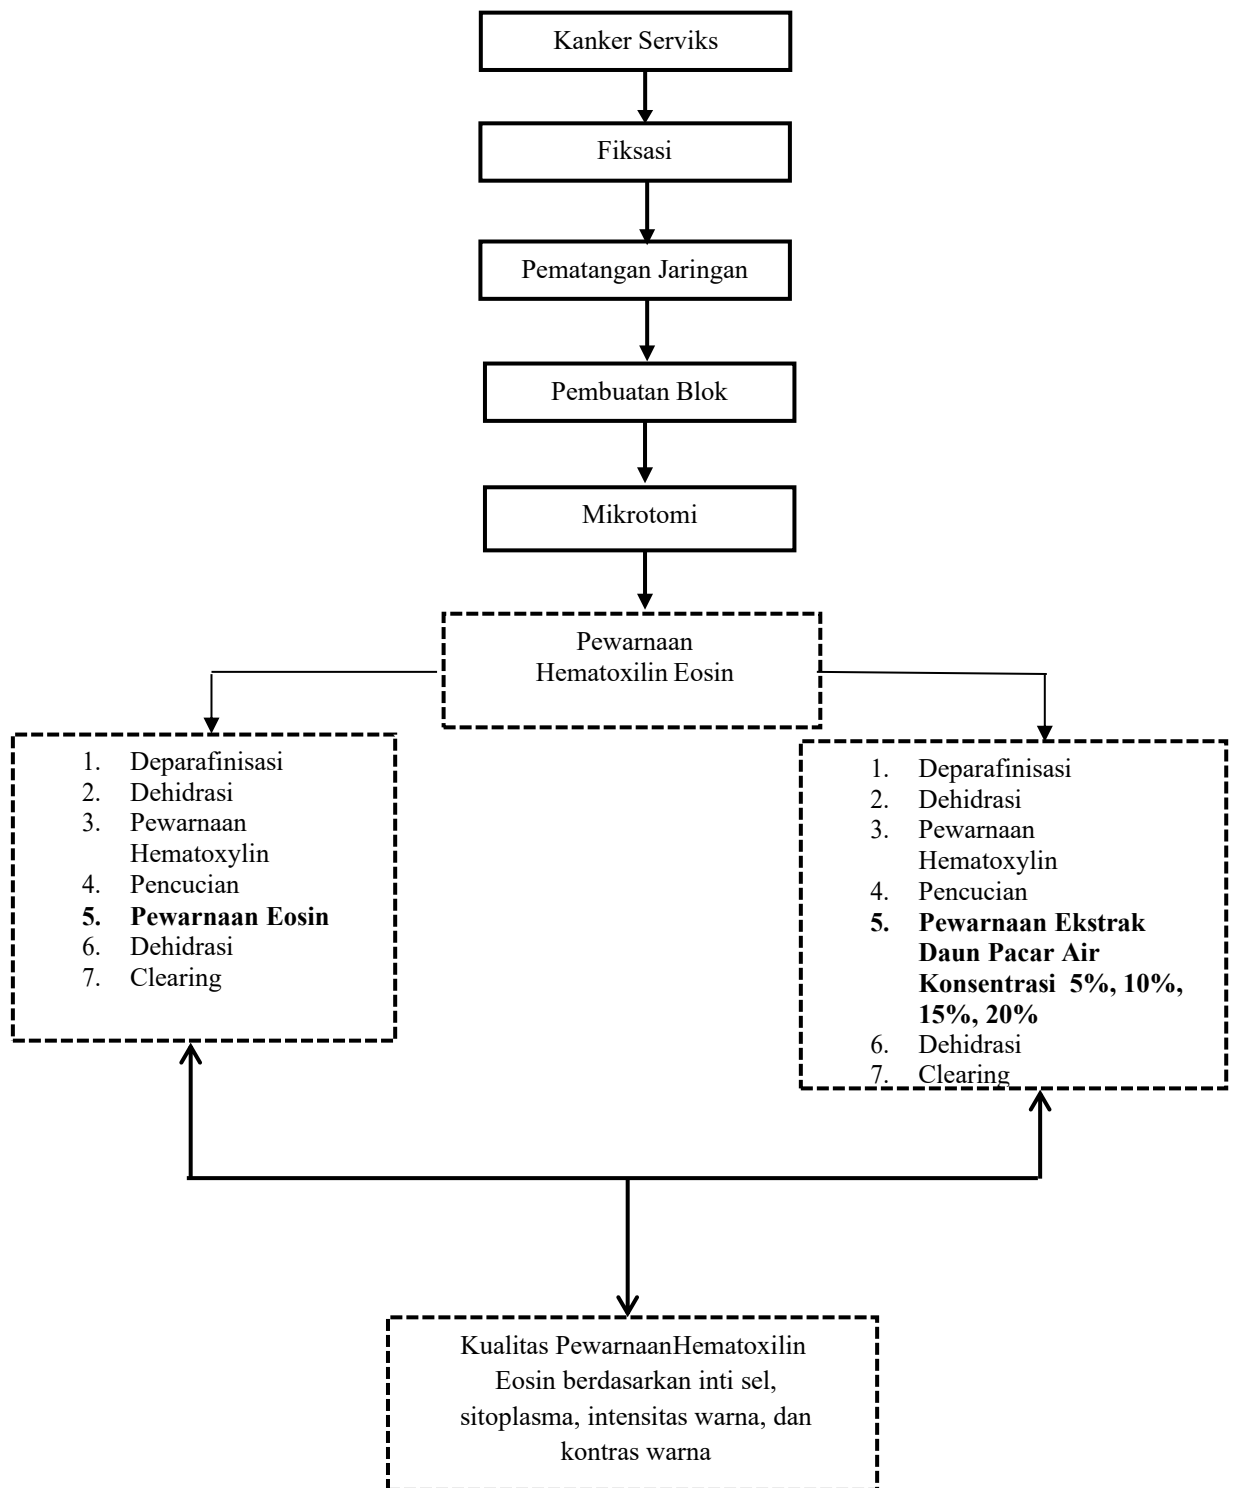 Kanker Serviks
Fiksasi
Pematangan Jaringan
Pembuatan Blok
Mikrotomi
Pewarnaan
Hematoxilin Eosin
1. Deparafinisasi
2. Dehidrasi
3. Pewarnaan
Hematoxylin
4. Pencucian
5. Pewarnaan Eosin
6. Dehidrasi
7. Clearing
1. Deparafinisasi
2. Dehidrasi
3. Pewarnaan
Hematoxylin
4. Pencucian
5. Pewarnaan Ekstrak
Daun Pacar Air
Konsentrasi 5%, 10%,
15%, 20%
6. Dehidrasi
7. Clearing
Kualitas PewarnaanHematoxilin
Eosin berdasarkan inti sel,
sitoplasma, intensitas warna, dan
kontras warna